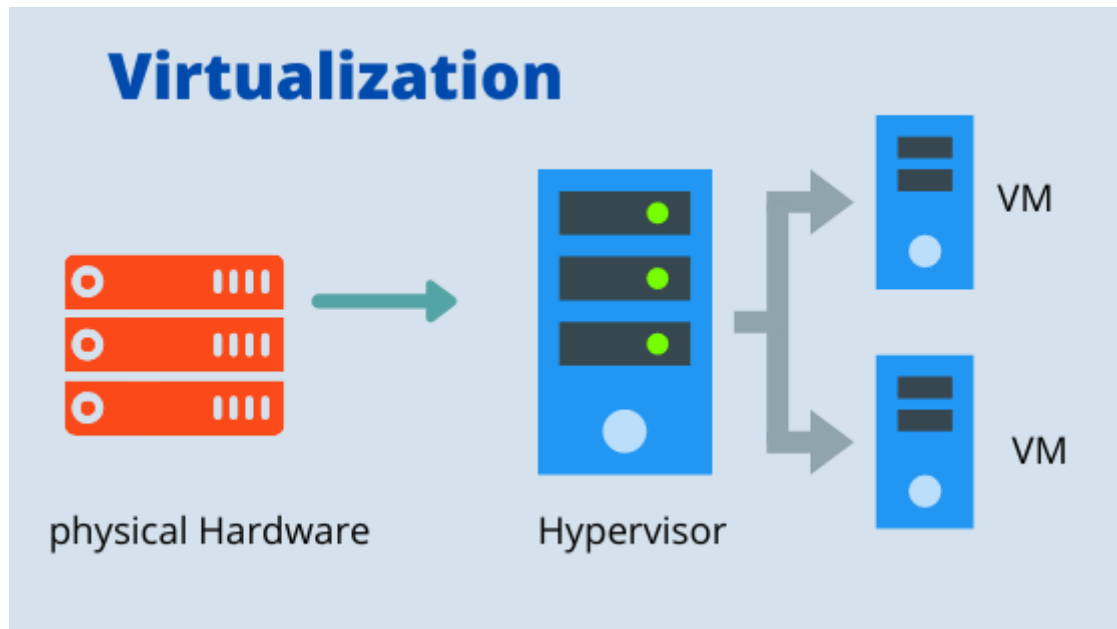 Virtualization
VM
physical Hardware
Hypervisor
VM